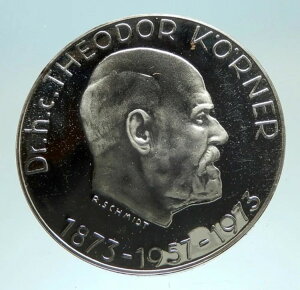 Dr.h.c.THEODOR KÖRNER
R.SCHMIDT
1873-1957-1973